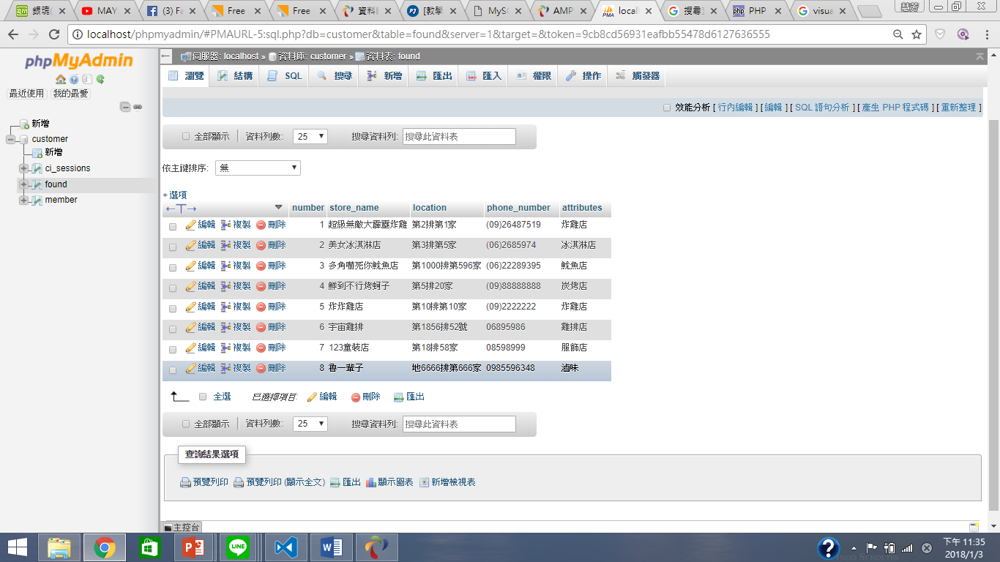 銀魂( MAY (3) Fa Free Free 資料 [教學 MySC AMP local 搜尋 PHP visua
localhost/phpmyadmin/#PMAURL-5:sql.php?db=customer&table=found&server=1&target=&token=9cb8cd56931eafbb55478d6127636555
phpMyAdmin
最近使用 我的最愛
新增
customer
新增
ci_sessions
found
member
伺服器: localhost » 資料庫: customer » 資料表: found
瀏覽 結構 SQL 搜尋 新增 匯出 匯入 權限 操作 觸發器
效能分析 [ 行內編輯 ] [ 編輯 ] [ SQL 語句分析 ] [ 產生 PHP 程式碼 ] [ 重新整理 ]
全部顯示 資料列數: 25 搜尋資料列: 搜尋此資料表
依主鍵排序: 無
+ 選項
←T→ number store_name location phone_number attributes
編輯 複製 刪除 1 超級無敵大霹靂炸雞 第2排第1家 (09)26487519 炸雞店
編輯 複製 刪除 2 美女冰淇淋店 第3排第5家 (06)2685974 冰淇淋店
編輯 複製 刪除 3 多角嚇死你魷魚店 第1000排第596家 (06)22289395 魷魚店
編輯 複製 刪除 4 鮮到不行烤蚵子 第5排20家 (09)88888888 炭烤店
編輯 複製 刪除 5 炸炸雞店 第10排第10家 (09)2222222 炸雞店
編輯 複製 刪除 6 宇宙雞排 第1856排52號 06895986 雞排店
編輯 複製 刪除 7 123童裝店 第18排58家 08598999 服飾店
編輯 複製 刪除 8 魯一輩子 地6666排第666家 0985596348 滷味
全選 已選擇項目: 編輯 刪除 匯出
全部顯示 資料列數: 25 搜尋資料列: 搜尋此資料表
查詢結果選項
預覽列印 預覽列印 (顯示全文) 匯出 顯示圖表 新增檢視表
主控台
下午 11:35
2018/1/3